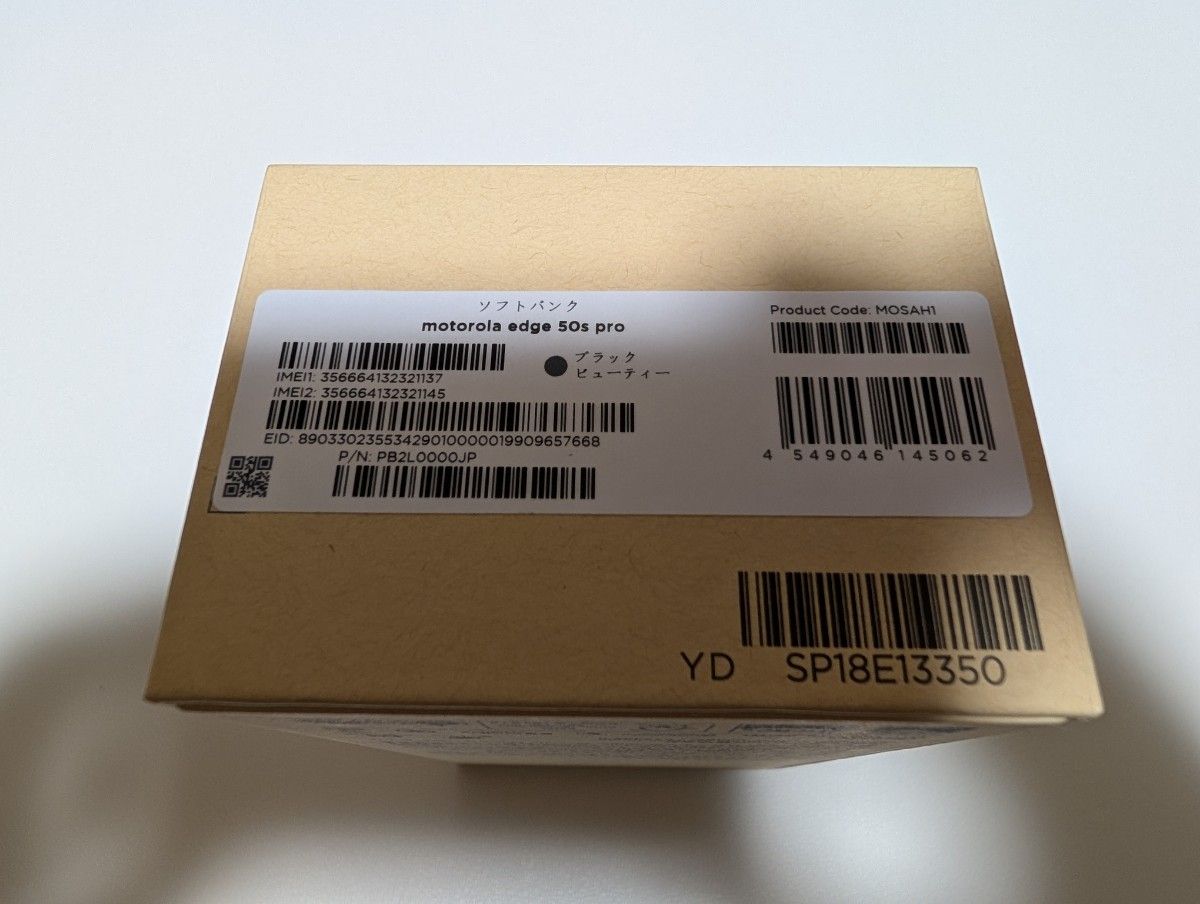 ソフトバンク
motorola edge 50s pro
IMEI1: 356664132321137
IMEI2: 356664132321145
ブラック
ビューティー
EID: 89033023553429010000019909657668
P/N: PB2L0000JP
Product Code: MOSAH1
4 549046 145062
YD SP18E13350